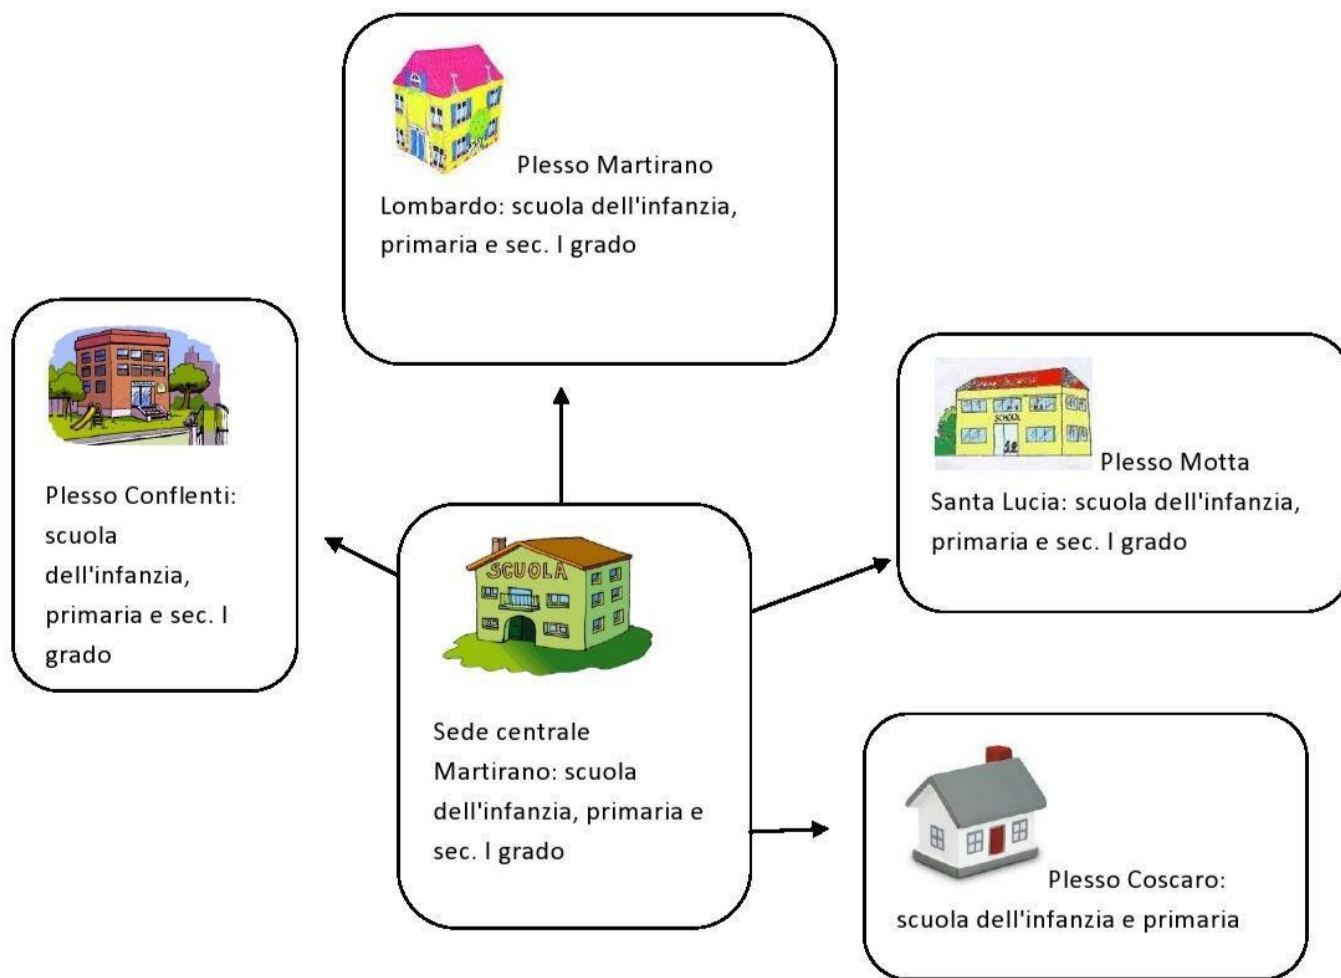 Plesso Martirano
Lombardo: scuola dell'infanzia,
primaria e sec. I grado
Plesso Conflenti:
scuola
dell'infanzia,
primaria e sec. I
grado
SCHOOL
Plesso Motta
Santa Lucia: scuola dell'infanzia,
primaria e sec. I grado
SCUOLA
Sede centrale
Martirano: scuola
dell'infanzia, primaria e
sec. I grado
Plesso Coscaro:
scuola dell'infanzia e primaria